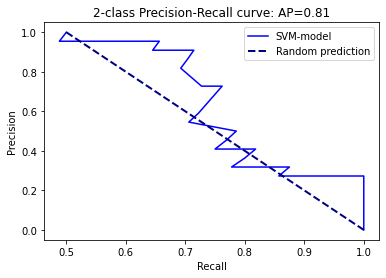 2-class Precision-Recall curve: AP=0.81
SVM-model
Random prediction
Precision
1.0
0.8
0.6
0.4
0.2
0.0
0.5 0.6 0.7 0.8 0.9 1.0
Recall